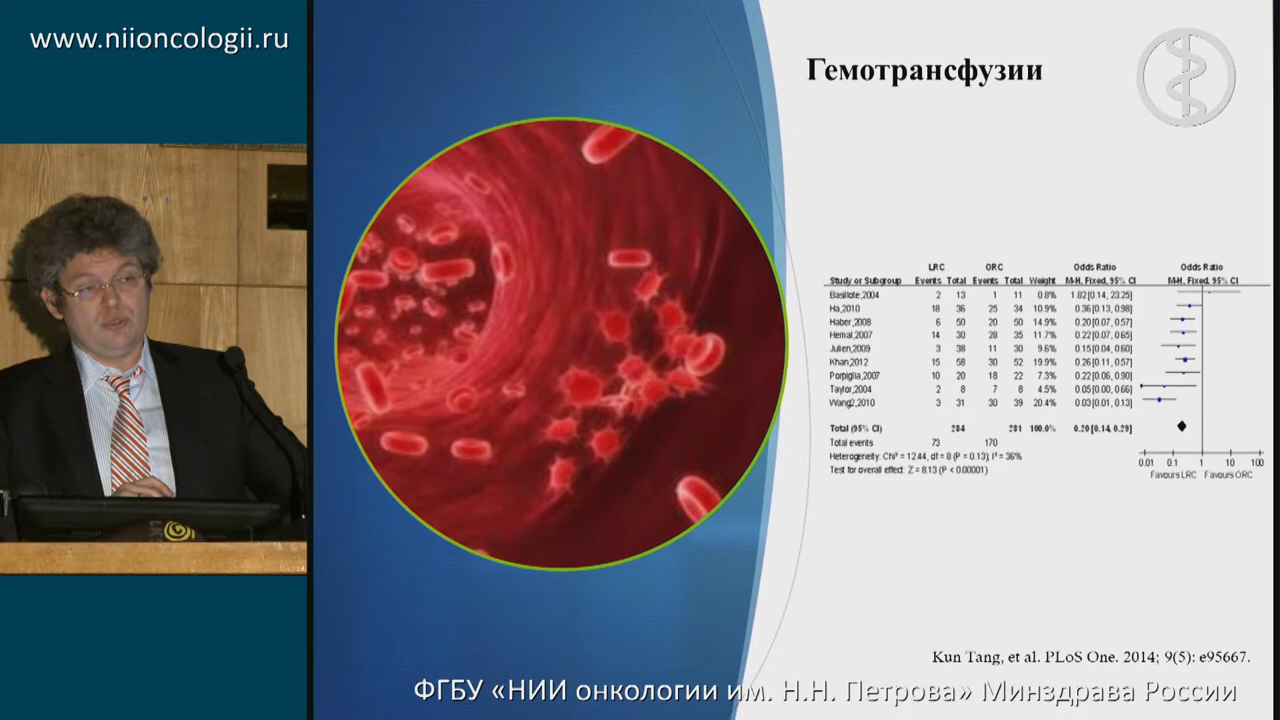 www.niioncologii.ru
Гемотрансфузии
LRC ORC Odds Ratio Odds Ratio
Study or Subgroup Events Total Events Total Weight M-H, Fixed, 95% CI M-H, Fixed, 95% CI
Basillote,2004 2 13 1 11 0.8% 1.82 [0.14, 23.25]
Ha,2010 18 36 25 34 10.9% 0.36 [0.13, 0.98]
Haber,2008 6 50 20 50 14.9% 0.20 [0.07, 0.57]
Hemal,2007 14 30 28 35 11.7% 0.22 [0.07, 0.65]
Julien,2009 3 38 11 30 9.6% 0.15 [0.04, 0.60]
Khan,2012 15 58 30 52 19.9% 0.26 [0.11, 0.57]
Porpiglia,2007 10 20 18 22 7.3% 0.22 [0.06, 0.90]
Taylor,2004 2 8 7 8 4.5% 0.05 [0.00, 0.66]
Wang2,2010 3 31 30 39 20.4% 0.03 [0.01, 0.13]
Total (95% CI) 284 281 100.0% 0.20 [0.14, 0.29]
Total events 73 170
Heterogeneity: Chi² = 12.44, df = 8 (P = 0.13); I² = 36%
Test for overall effect: Z = 8.13 (P < 0.00001)
0.01 0.1 1 10 100
Favours LRC Favours ORC
Kun Tang, et al. PLoS One. 2014; 9(5): e95667.
ФГБУ «НИИ онкологии им. Н.Н. Петрова» Минздрава России